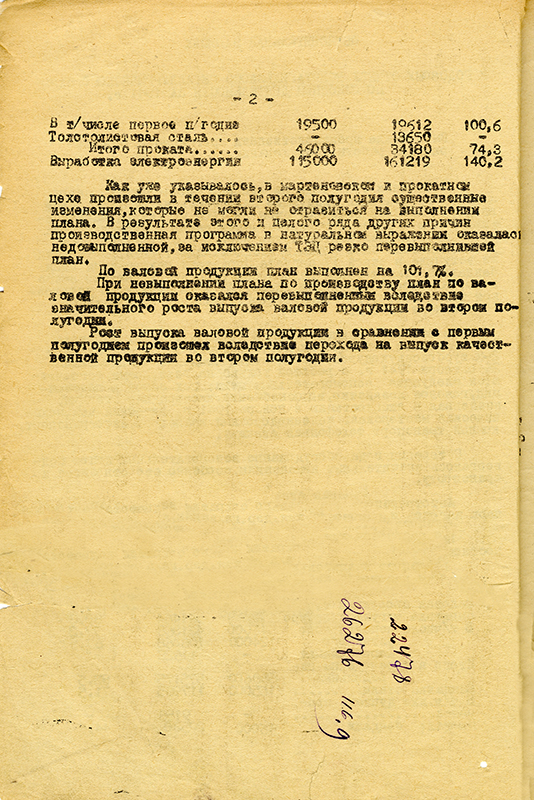 - 2 -
В т/числе первое п/годие 19500 19612 100,6
Толстолистовая сталь.... - 13650 -
Итого проката...... 46000 34180 74,3
Выработка электроэнергии 115000 161219 140,2
Как уже указывалось, в мартеновском и прокатном
цехе произошли в течении второго полугодия существенные
изменения, которые не могли не отразиться на выполнении
плана. В результате этого и целого ряда других причин
производственная программа в натуральном выражении оказалась
недовыполненной, за исключением ТЭЦ резко перевыполнившей
план.
По валовой продукции план выполнен на 101,7%.
При невыполнении плана по производству план по ва-
ловой продукции оказался перевыполненным вследствие
значительного роста выпуска валовой продукции во втором по-
лугодии.
Рост выпуска валовой продукции в сравнении с первым
полугодием произошел вследствие перехода на выпуск качест-
венной продукции во втором полугодии.
22478
26276 116,9